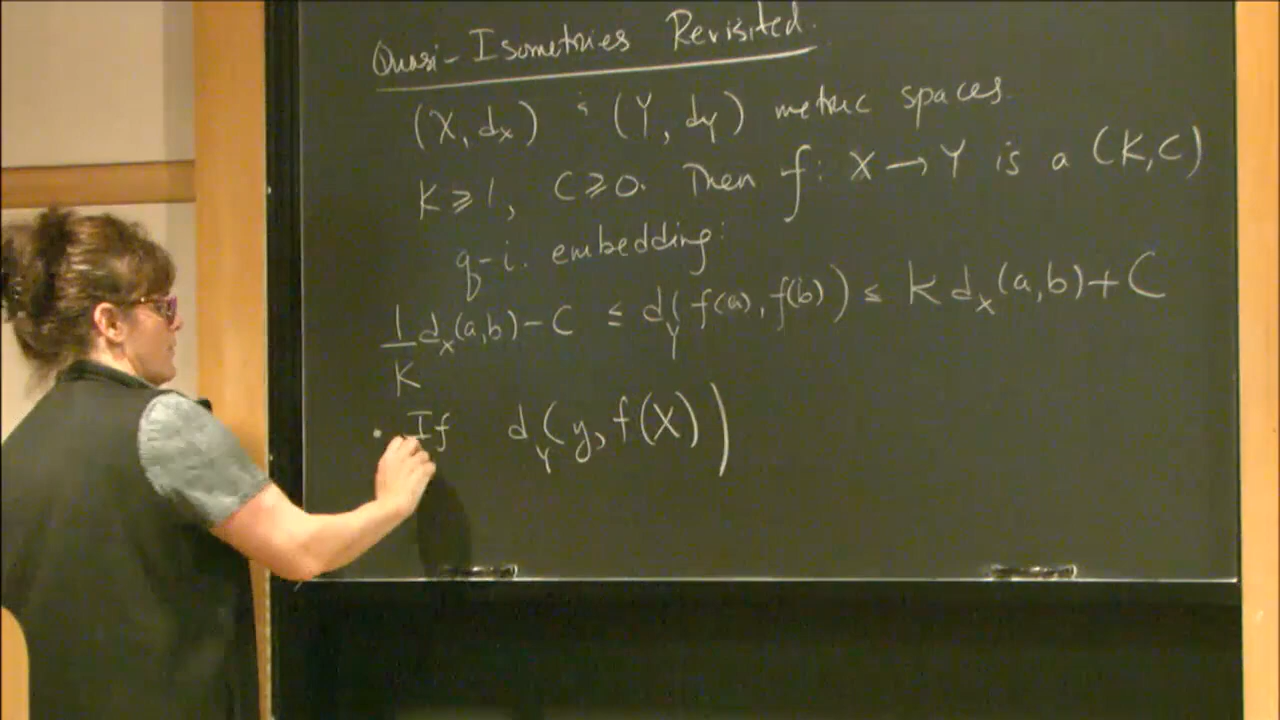 Quasi-Isometries Revisited.
(X, dx) ; (Y, dy) metric spaces.
K ≥ 1, C ≥ 0. Then f: X → Y is a (K, C)
q-i. embedding:
1/K dx(a,b) - C ≤ dY(f(a), f(b)) ≤ K dx(a,b) + C
• If dY(y, f(X))